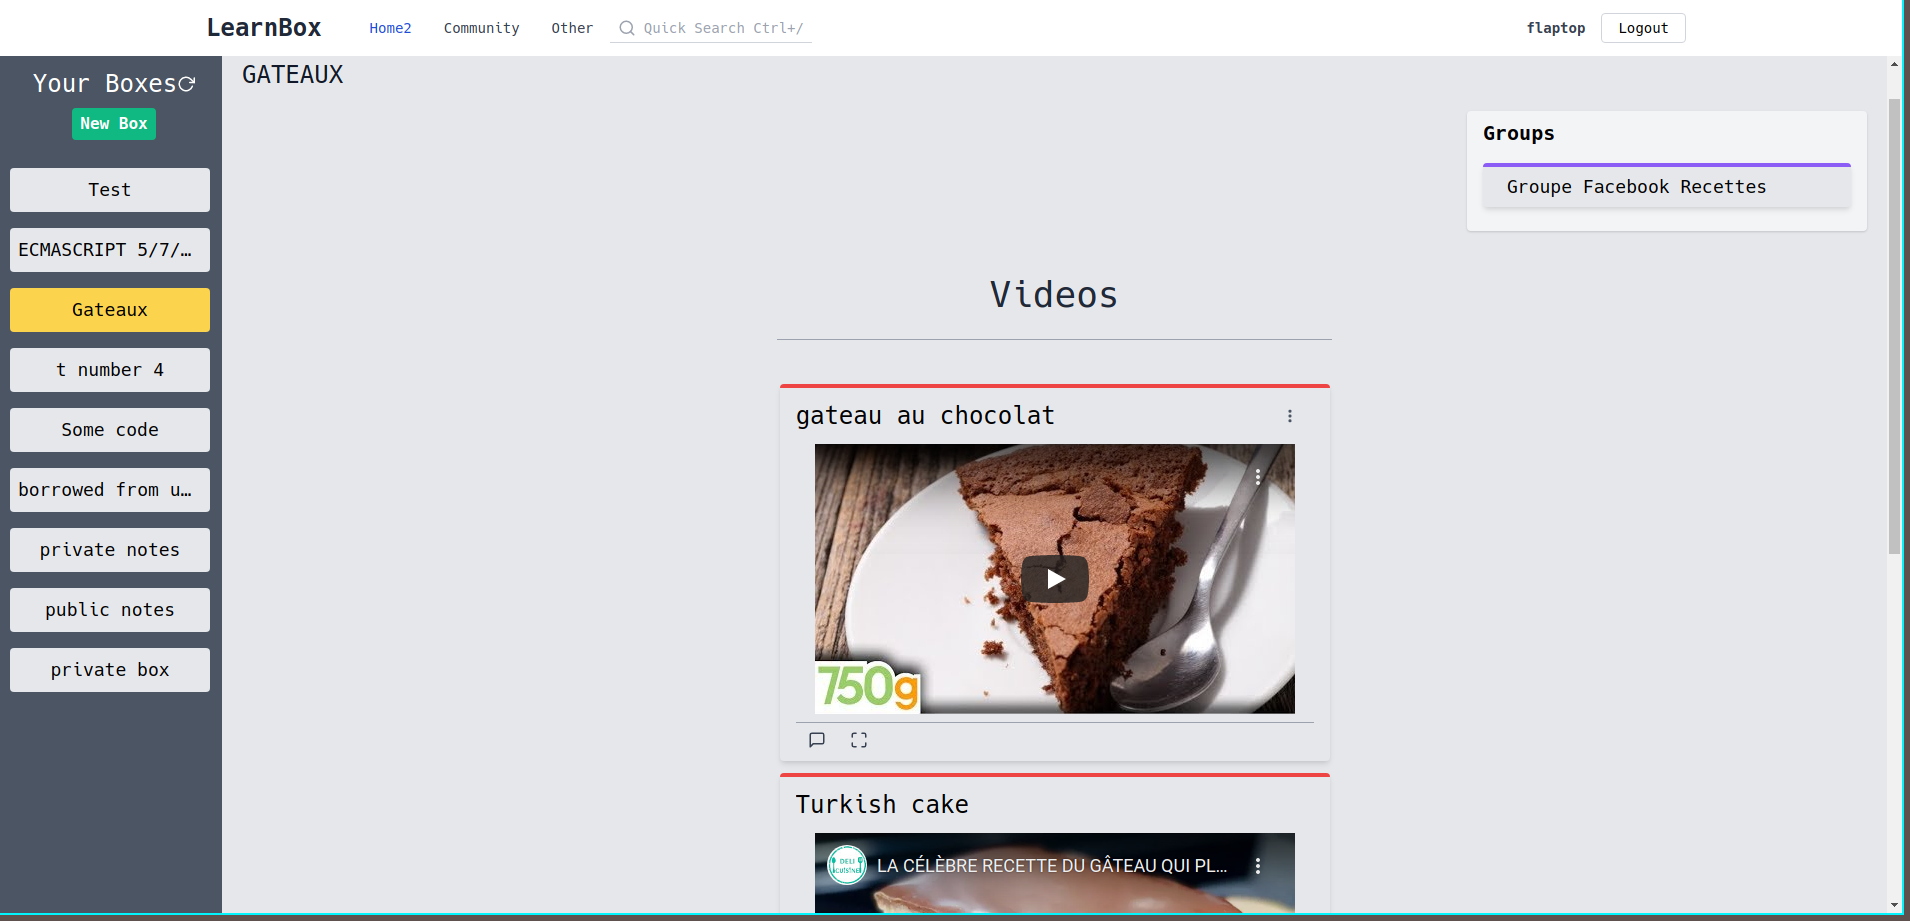 LearnBox
Home2
Community
Other
Quick Search Ctrl+/
flaptop
Logout
Your Boxes
New Box
Test
ECMASCRIPT 5/7/…
Gateaux
t number 4
Some code
borrowed from u…
private notes
public notes
private box
GATEAUX
Groups
Groupe Facebook Recettes
Videos
gateau au chocolat
750g
Turkish cake
DELI
CUISINE
LA CÉLÈBRE RECETTE DU GÂTEAU QUI PL...